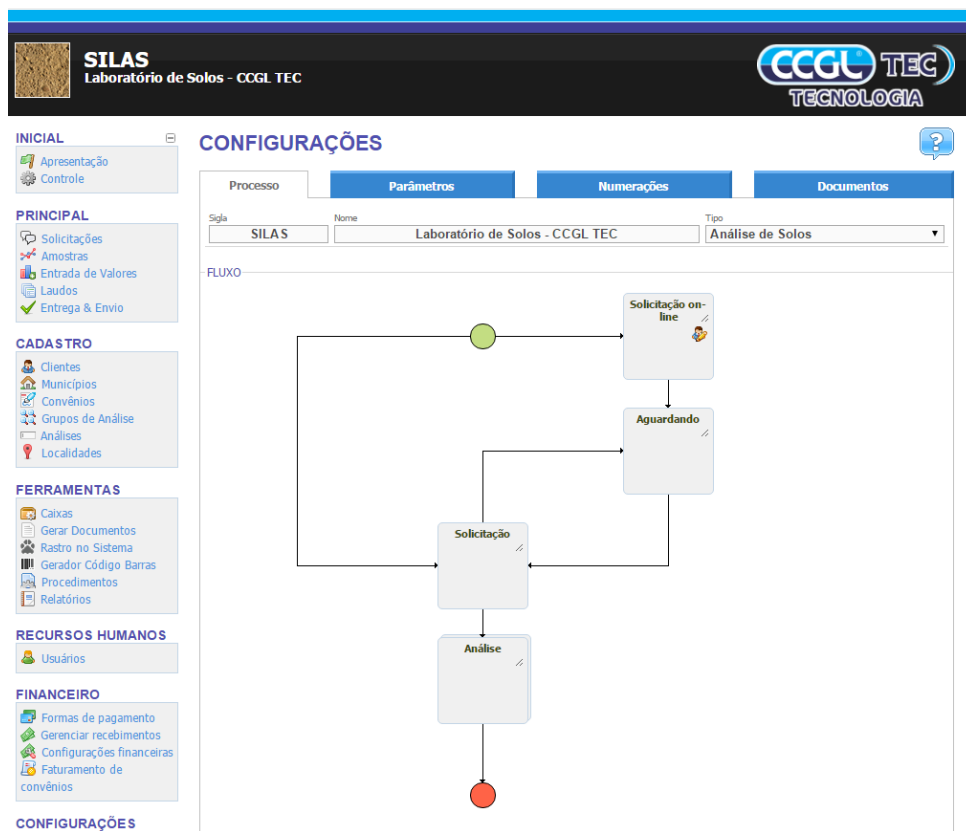 SILAS
Laboratório de Solos - CCGL TEC
CCGL TEC
TECNOLOGIA
INICIAL
Apresentação
Controle
PRINCIPAL
Solicitações
Amostras
Entrada de Valores
Laudos
Entrega & Envio
CADASTRO
Clientes
Municípios
Convênios
Grupos de Análise
Análises
Localidades
FERRAMENTAS
Caixas
Gerar Documentos
Rastro no Sistema
Gerador Código Barras
Procedimentos
Relatórios
RECURSOS HUMANOS
Usuários
FINANCEIRO
Formas de pagamento
Gerenciar recebimentos
Configurações financeiras
Faturamento de
convênios
CONFIGURAÇÕES
CONFIGURAÇÕES
?
Processo Parâmetros Numerações Documentos
Sigla Nome Tipo
SILAS Laboratório de Solos - CCGL TEC Análise de Solos
FLUXO
Solicitação on-
line
Aguardando
Solicitação
Análise